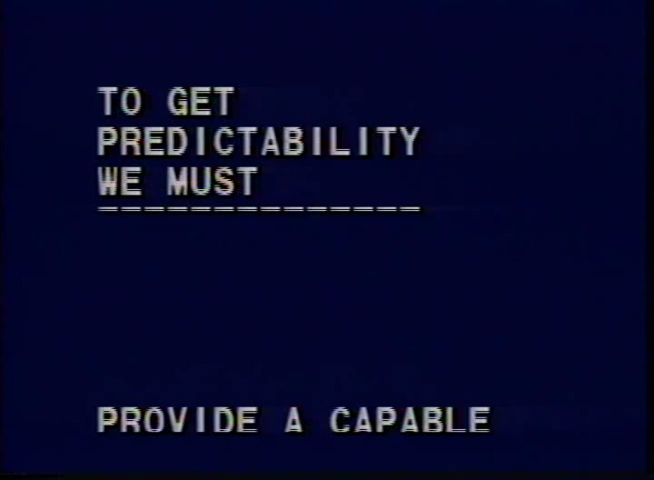 TO GET
PREDICTABILITY
WE MUST
--------------
PROVIDE A CAPABLE